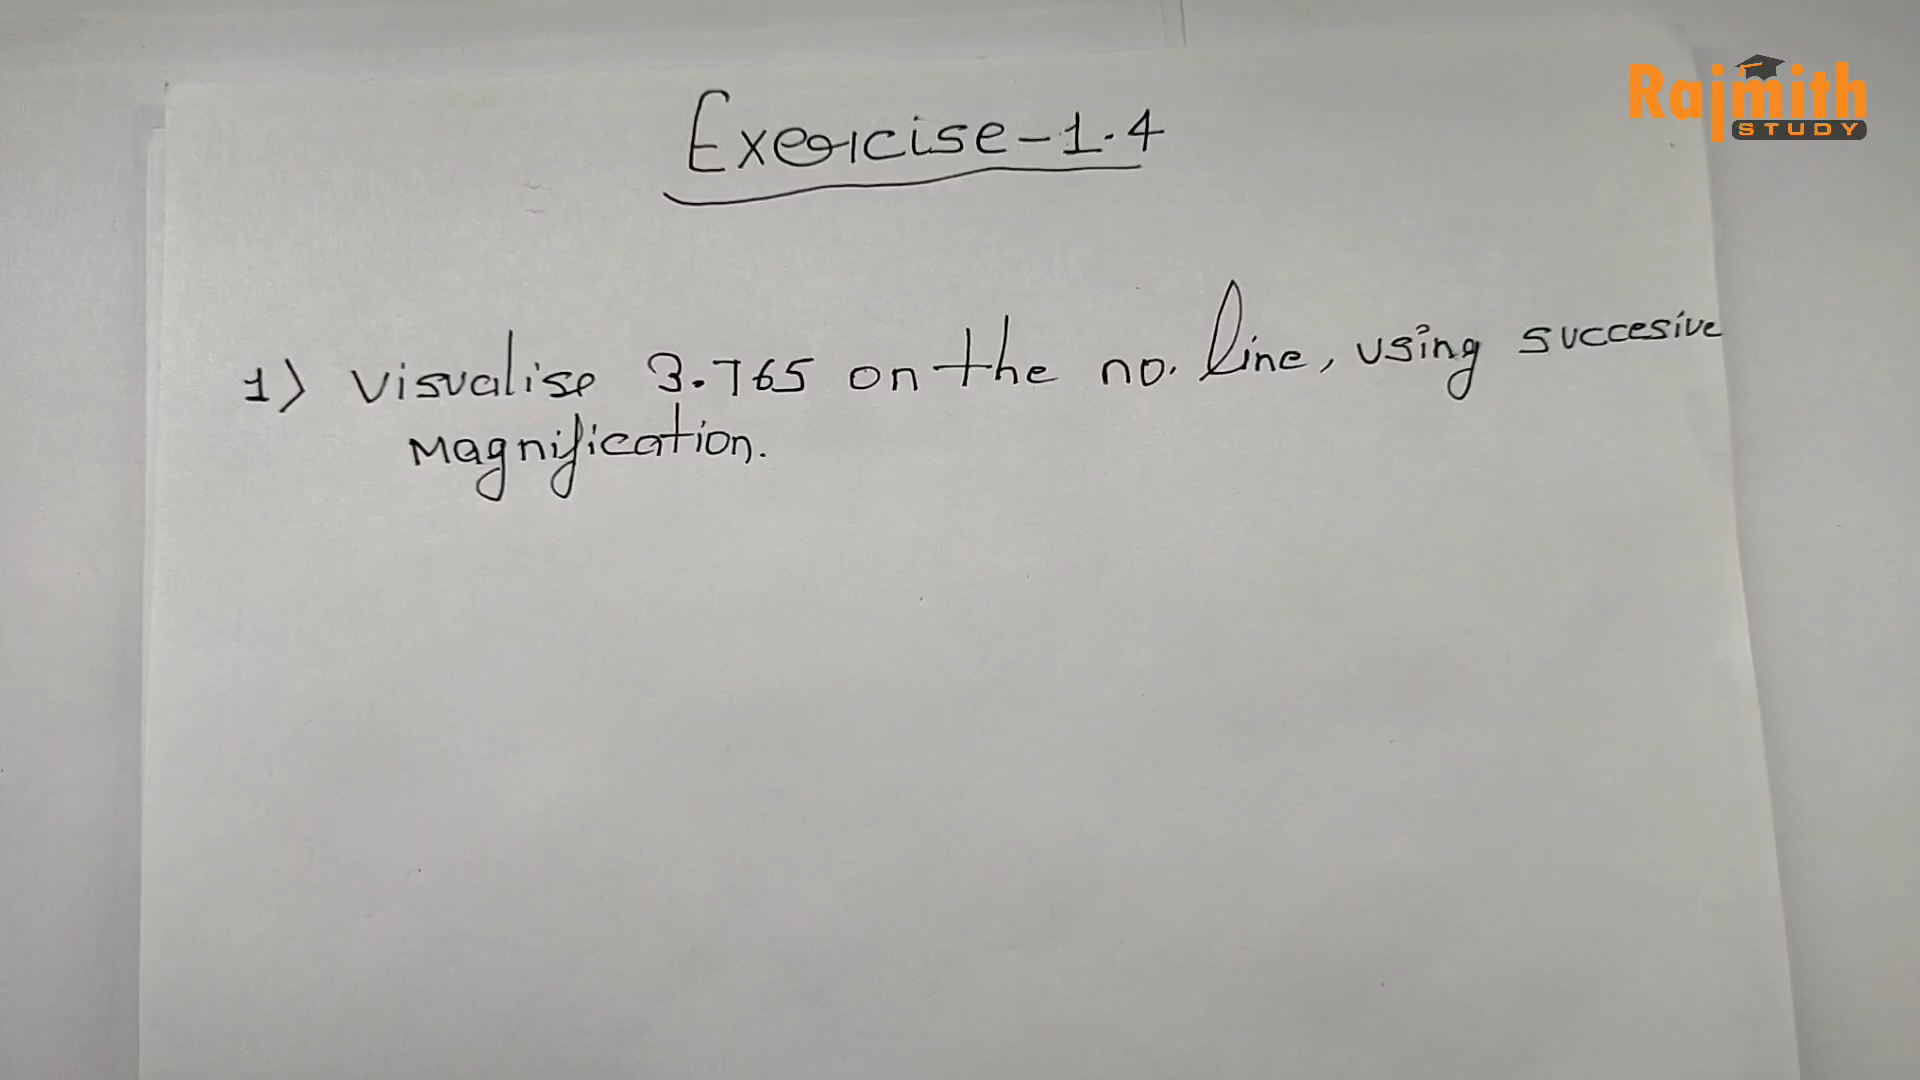 Rajmith
STUDY
Exercise-1.4
1) visualise 3.765 on the no. line, using succesive
Magnification.